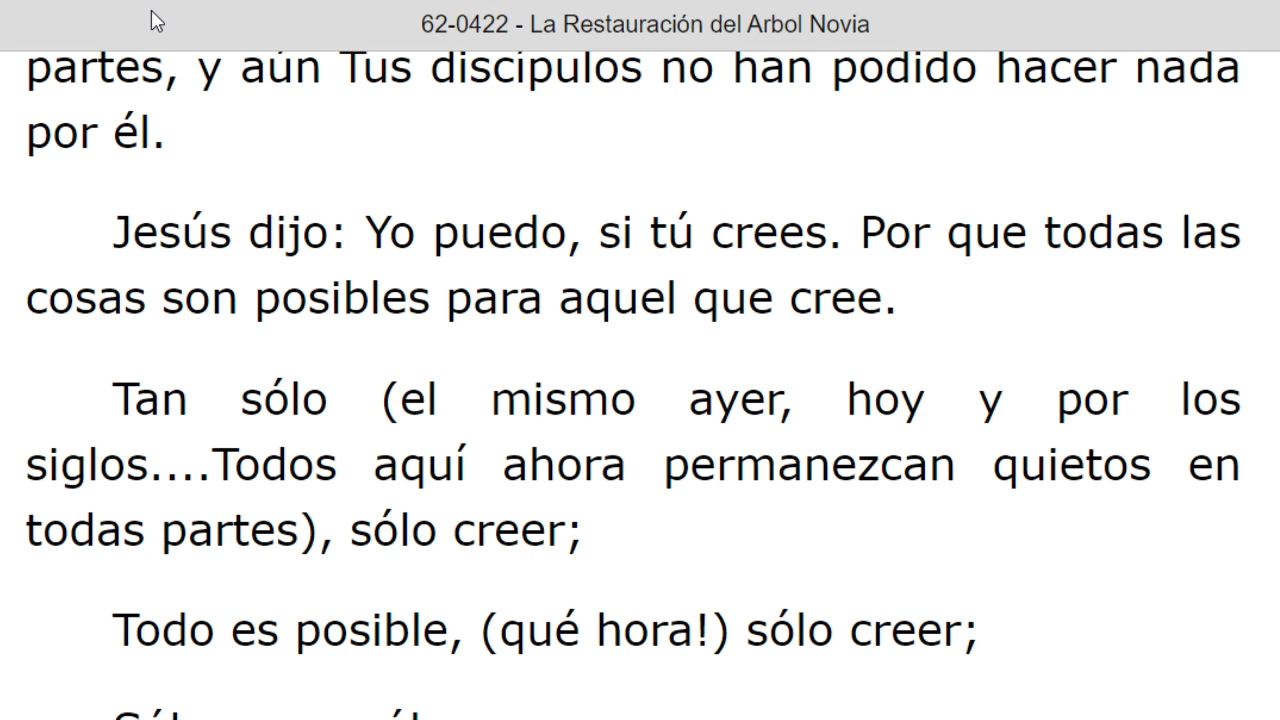 62-0422 - La Restauración del Arbol Novia
partes, y aún Tus discípulos no han podido hacer nada
por él.
Jesús dijo: Yo puedo, si tú crees. Por que todas las
cosas son posibles para aquel que cree.
Tan sólo (el mismo ayer, hoy y por los
siglos....Todos aquí ahora permanezcan quietos en
todas partes), sólo creer;
Todo es posible, (qué hora!) sólo creer;